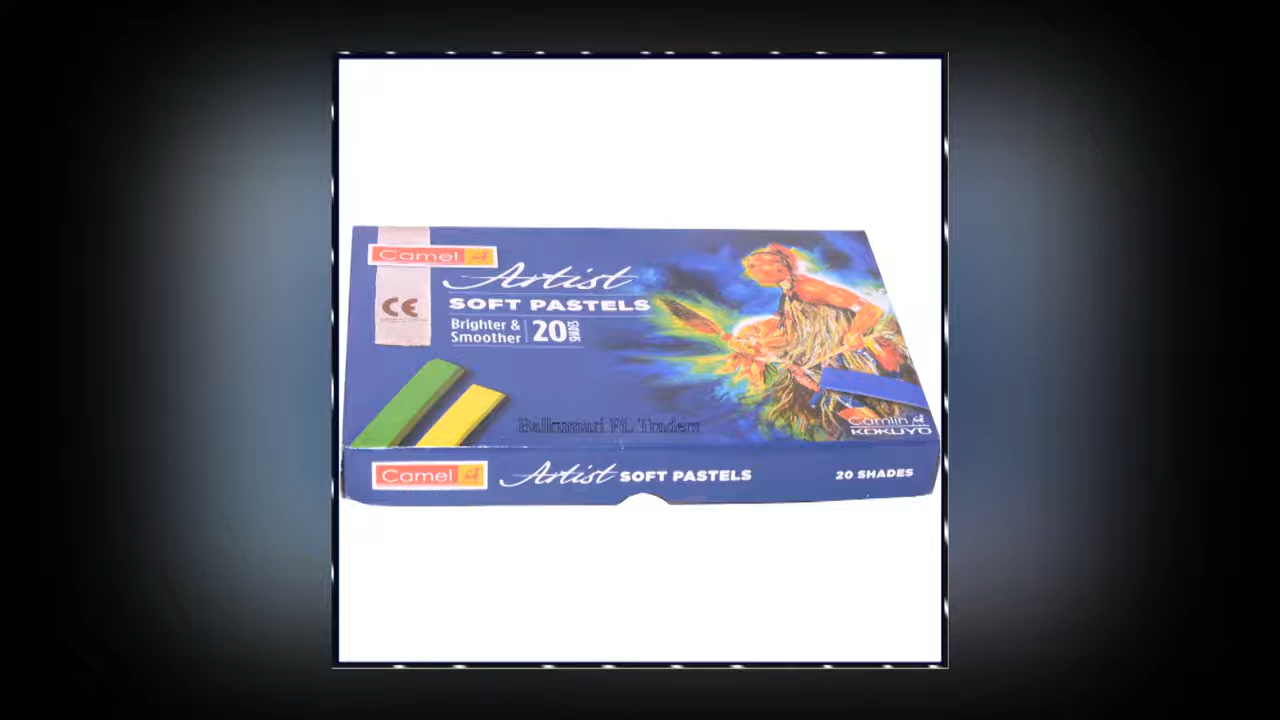 Camel
Artist
SOFT PASTELS
Brighter &
Smoother
20 SHADES
CE
Balkumari PL Traders
Camlin
KOKUYO
Camel
Artist SOFT PASTELS
20 SHADES